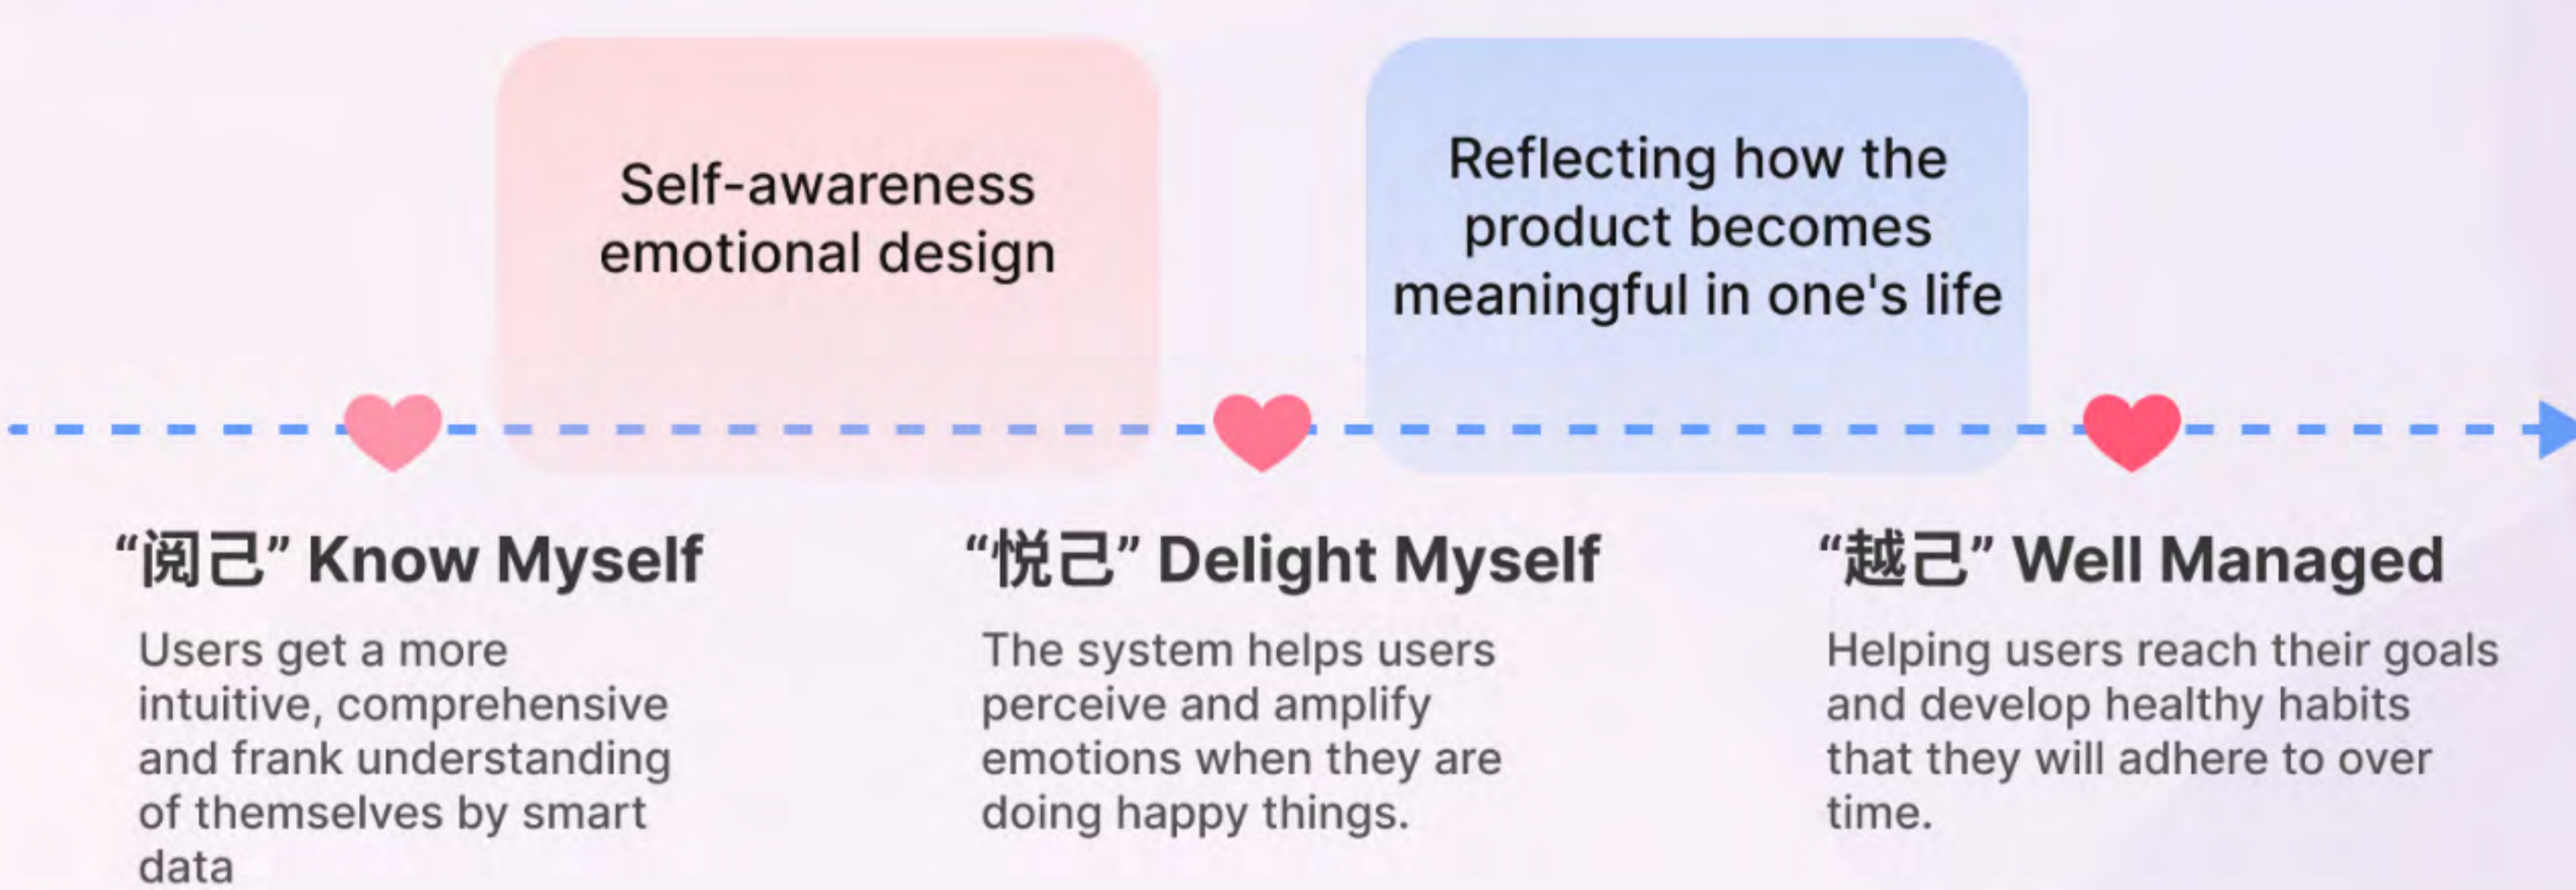 Self-awareness
emotional design
Reflecting how the
product becomes
meaningful in one's life
“阅己” Know Myself
Users get a more
intuitive, comprehensive
and frank understanding
of themselves by smart
data
“悦己” Delight Myself
The system helps users
perceive and amplify
emotions when they are
doing happy things.
“越己” Well Managed
Helping users reach their goals
and develop healthy habits
that they will adhere to over
time.